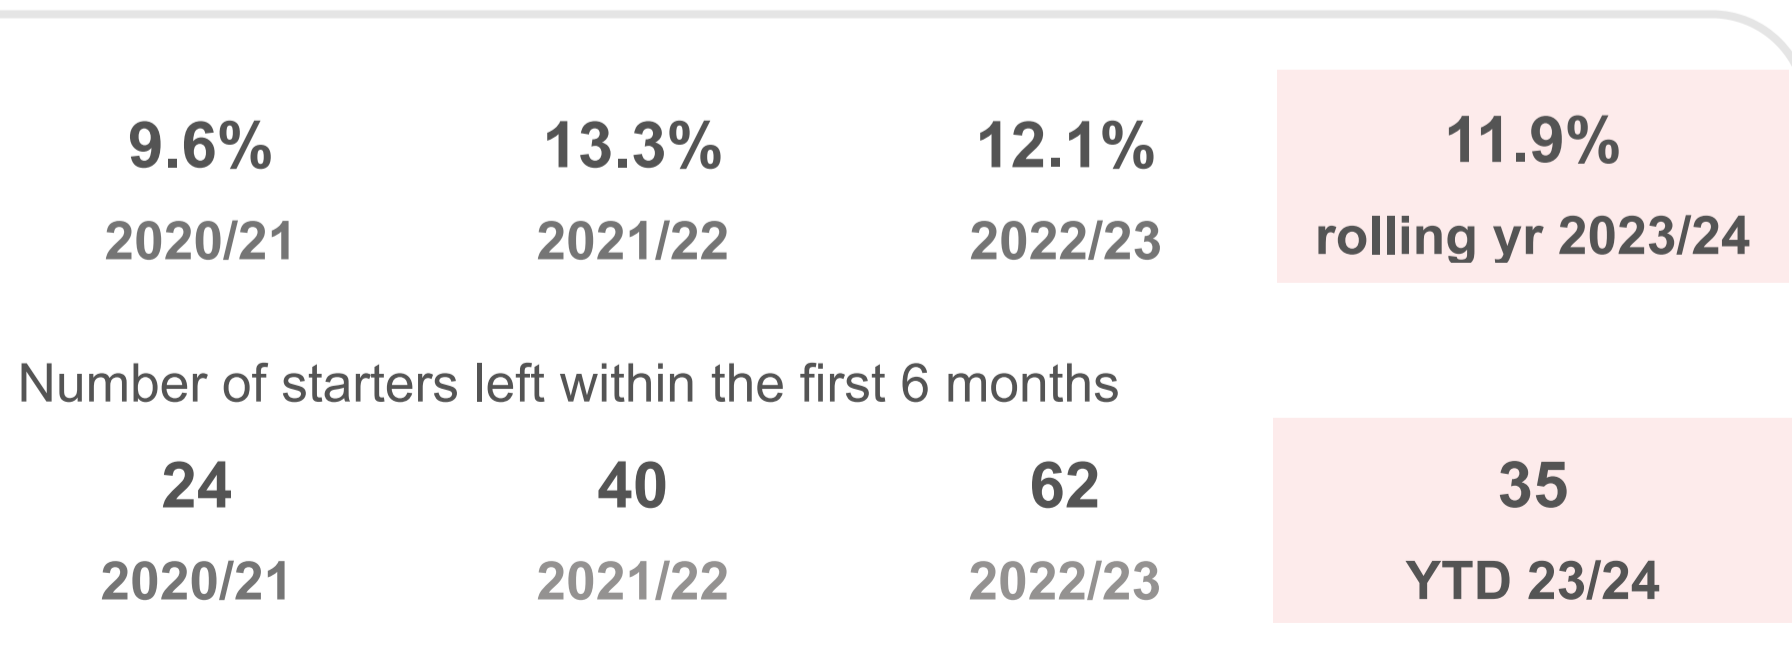 9.6% 13.3% 12.1% 11.9%
2020/21 2021/22 2022/23 rolling yr 2023/24
Number of starters left within the first 6 months
24 40 62 35
2020/21 2021/22 2022/23 YTD 23/24